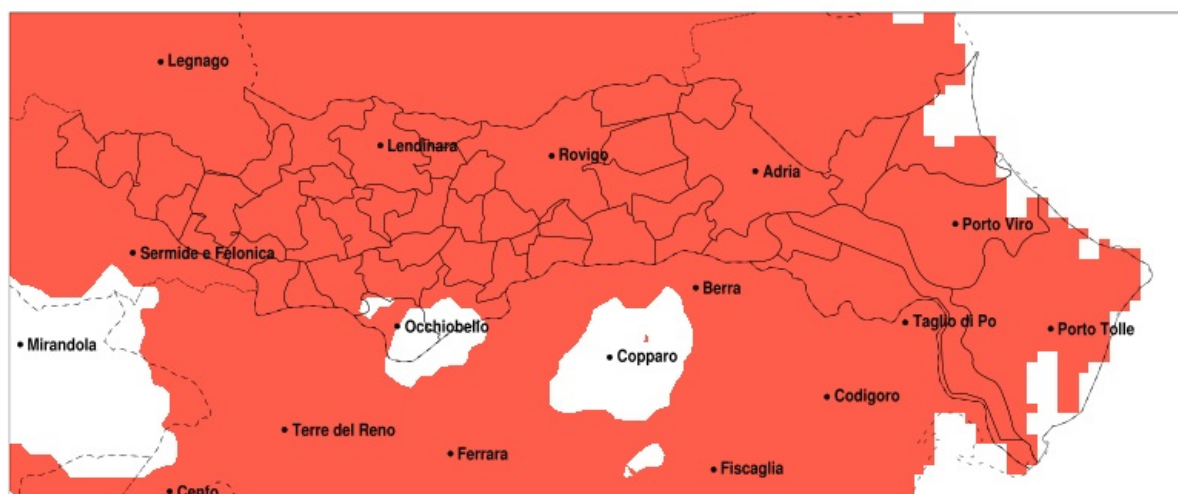 Legnago
Lendinara
Rovigo
Adria
Porto Viro
Sermide e Felonica
Berra
Taglio di Po
Porto Tolle
Occhiobello
Mirandola
Copparo
Codigoro
Terre del Reno
Ferrara
Fiscaglia
Cento